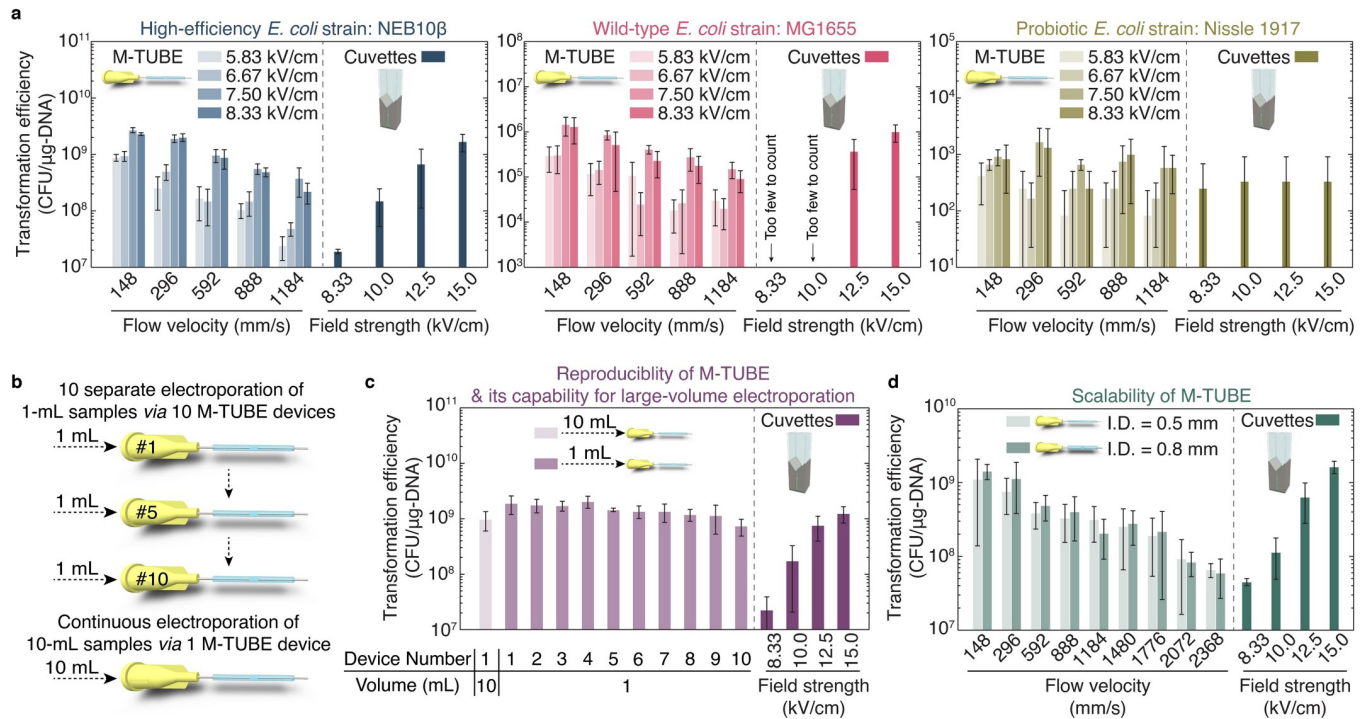 a
High-efficiency E. coli strain: NEB10β
Transformation efficiency
(CFU/µg-DNA)
10¹¹
10¹⁰
10⁹
10⁸
10⁷
M-TUBE
5.83 kV/cm
6.67 kV/cm
7.50 kV/cm
8.33 kV/cm
Cuvettes
148 296 592 888 1184
8.33 10.0 12.5 15.0
Flow velocity (mm/s)
Field strength (kV/cm)
Wild-type E. coli strain: MG1655
10⁸
10⁷
10⁶
10⁵
10⁴
10³
M-TUBE
5.83 kV/cm
6.67 kV/cm
7.50 kV/cm
8.33 kV/cm
Cuvettes
Too few to count
Too few to count
148 296 592 888 1184
8.33 10.0 12.5 15.0
Flow velocity (mm/s)
Field strength (kV/cm)
Probiotic E. coli strain: Nissle 1917
10⁵
10⁴
10³
10²
10¹
M-TUBE
5.83 kV/cm
6.67 kV/cm
7.50 kV/cm
8.33 kV/cm
Cuvettes
148 296 592 888 1184
8.33 10.0 12.5 15.0
Flow velocity (mm/s)
Field strength (kV/cm)
b
10 separate electroporation of
1-mL samples via 10 M-TUBE devices
1 mL
#1
1 mL
#5
1 mL
#10
Continuous electroporation of
10-mL samples via 1 M-TUBE device
10 mL
c
Reproduciblity of M-TUBE
& its capability for large-volume electroporation
Transformation efficiency
(CFU/µg-DNA)
10¹¹
10¹⁰
10⁹
10⁸
10⁷
10 mL
1 mL
Cuvettes
Device Number 1 1 2 3 4 5 6 7 8 9 10
Volume (mL) 10 1
8.33 10.0 12.5 15.0
Field strength
(kV/cm)
d
Scalability of M-TUBE
Transformation efficiency
(CFU/µg-DNA)
10¹⁰
10⁹
10⁸
10⁷
I.D. = 0.5 mm
I.D. = 0.8 mm
Cuvettes
148 296 592 888 1184 1480 1776 2072 2368
8.33 10.0 12.5 15.0
Flow velocity
(mm/s)
Field strength
(kV/cm)